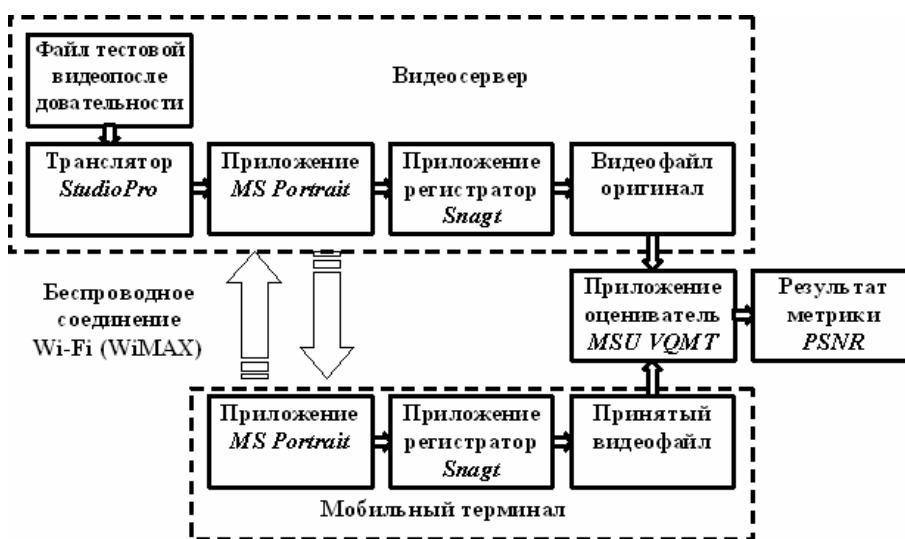 Файл тестовой
видеопосле
довательности
Видеосервер
Транслятор
StudioPro
Приложение
MS Portrait
Приложение
регистратор
Snagt
Видеофайл
оригинал
Беспроводное
соединение
Wi-Fi (WiMAX)
Приложение
оцениватель
MSU VQMT
Результат
метрики
PSNR
Приложение
MS Portrait
Приложение
регистратор
Snagt
Принятый
видеофайл
Мобильный терминал